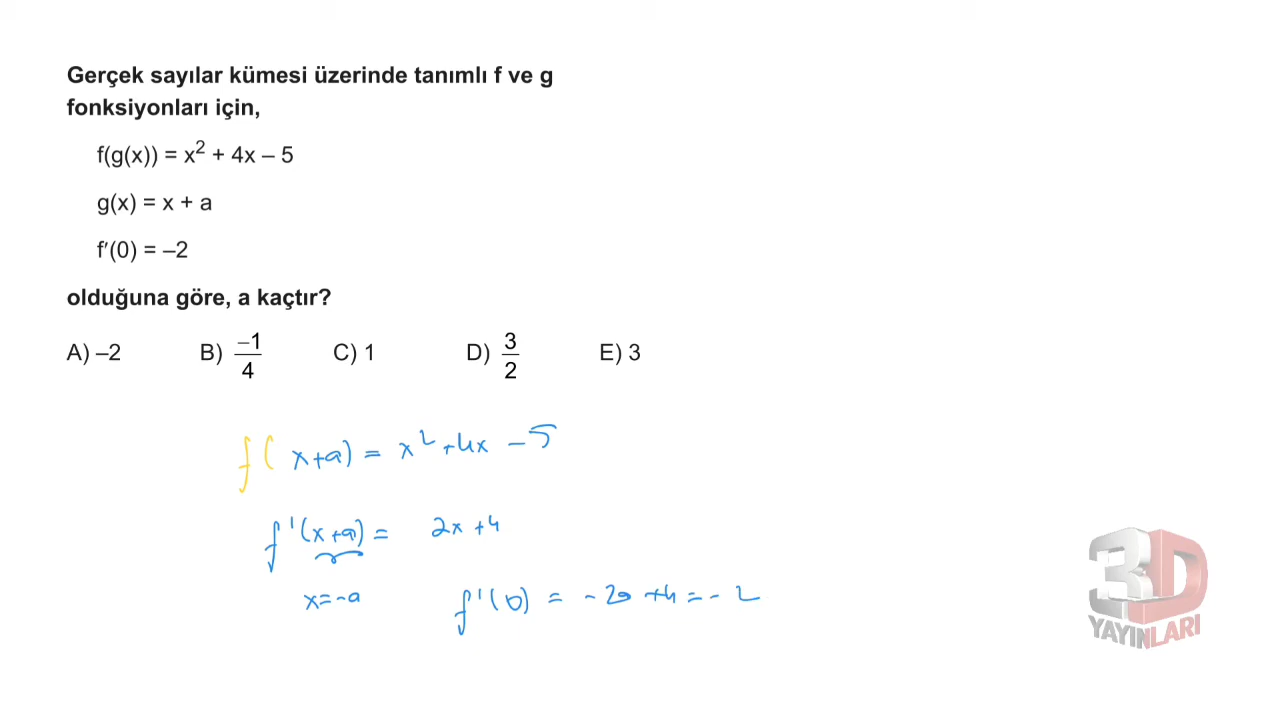 Gerçek sayılar kümesi üzerinde tanımlı f ve g
fonksiyonları için,
f(g(x)) = x² + 4x – 5
g(x) = x + a
f′(0) = –2
olduğuna göre, a kaçtır?
A) –2 B) –1/4 C) 1 D) 3/2 E) 3
f(x+a) = x² +4x – 5
f'(x+a) = 2x +4
x=-a f'(0) = -2a +4 = -2
3D
YAYINLARI